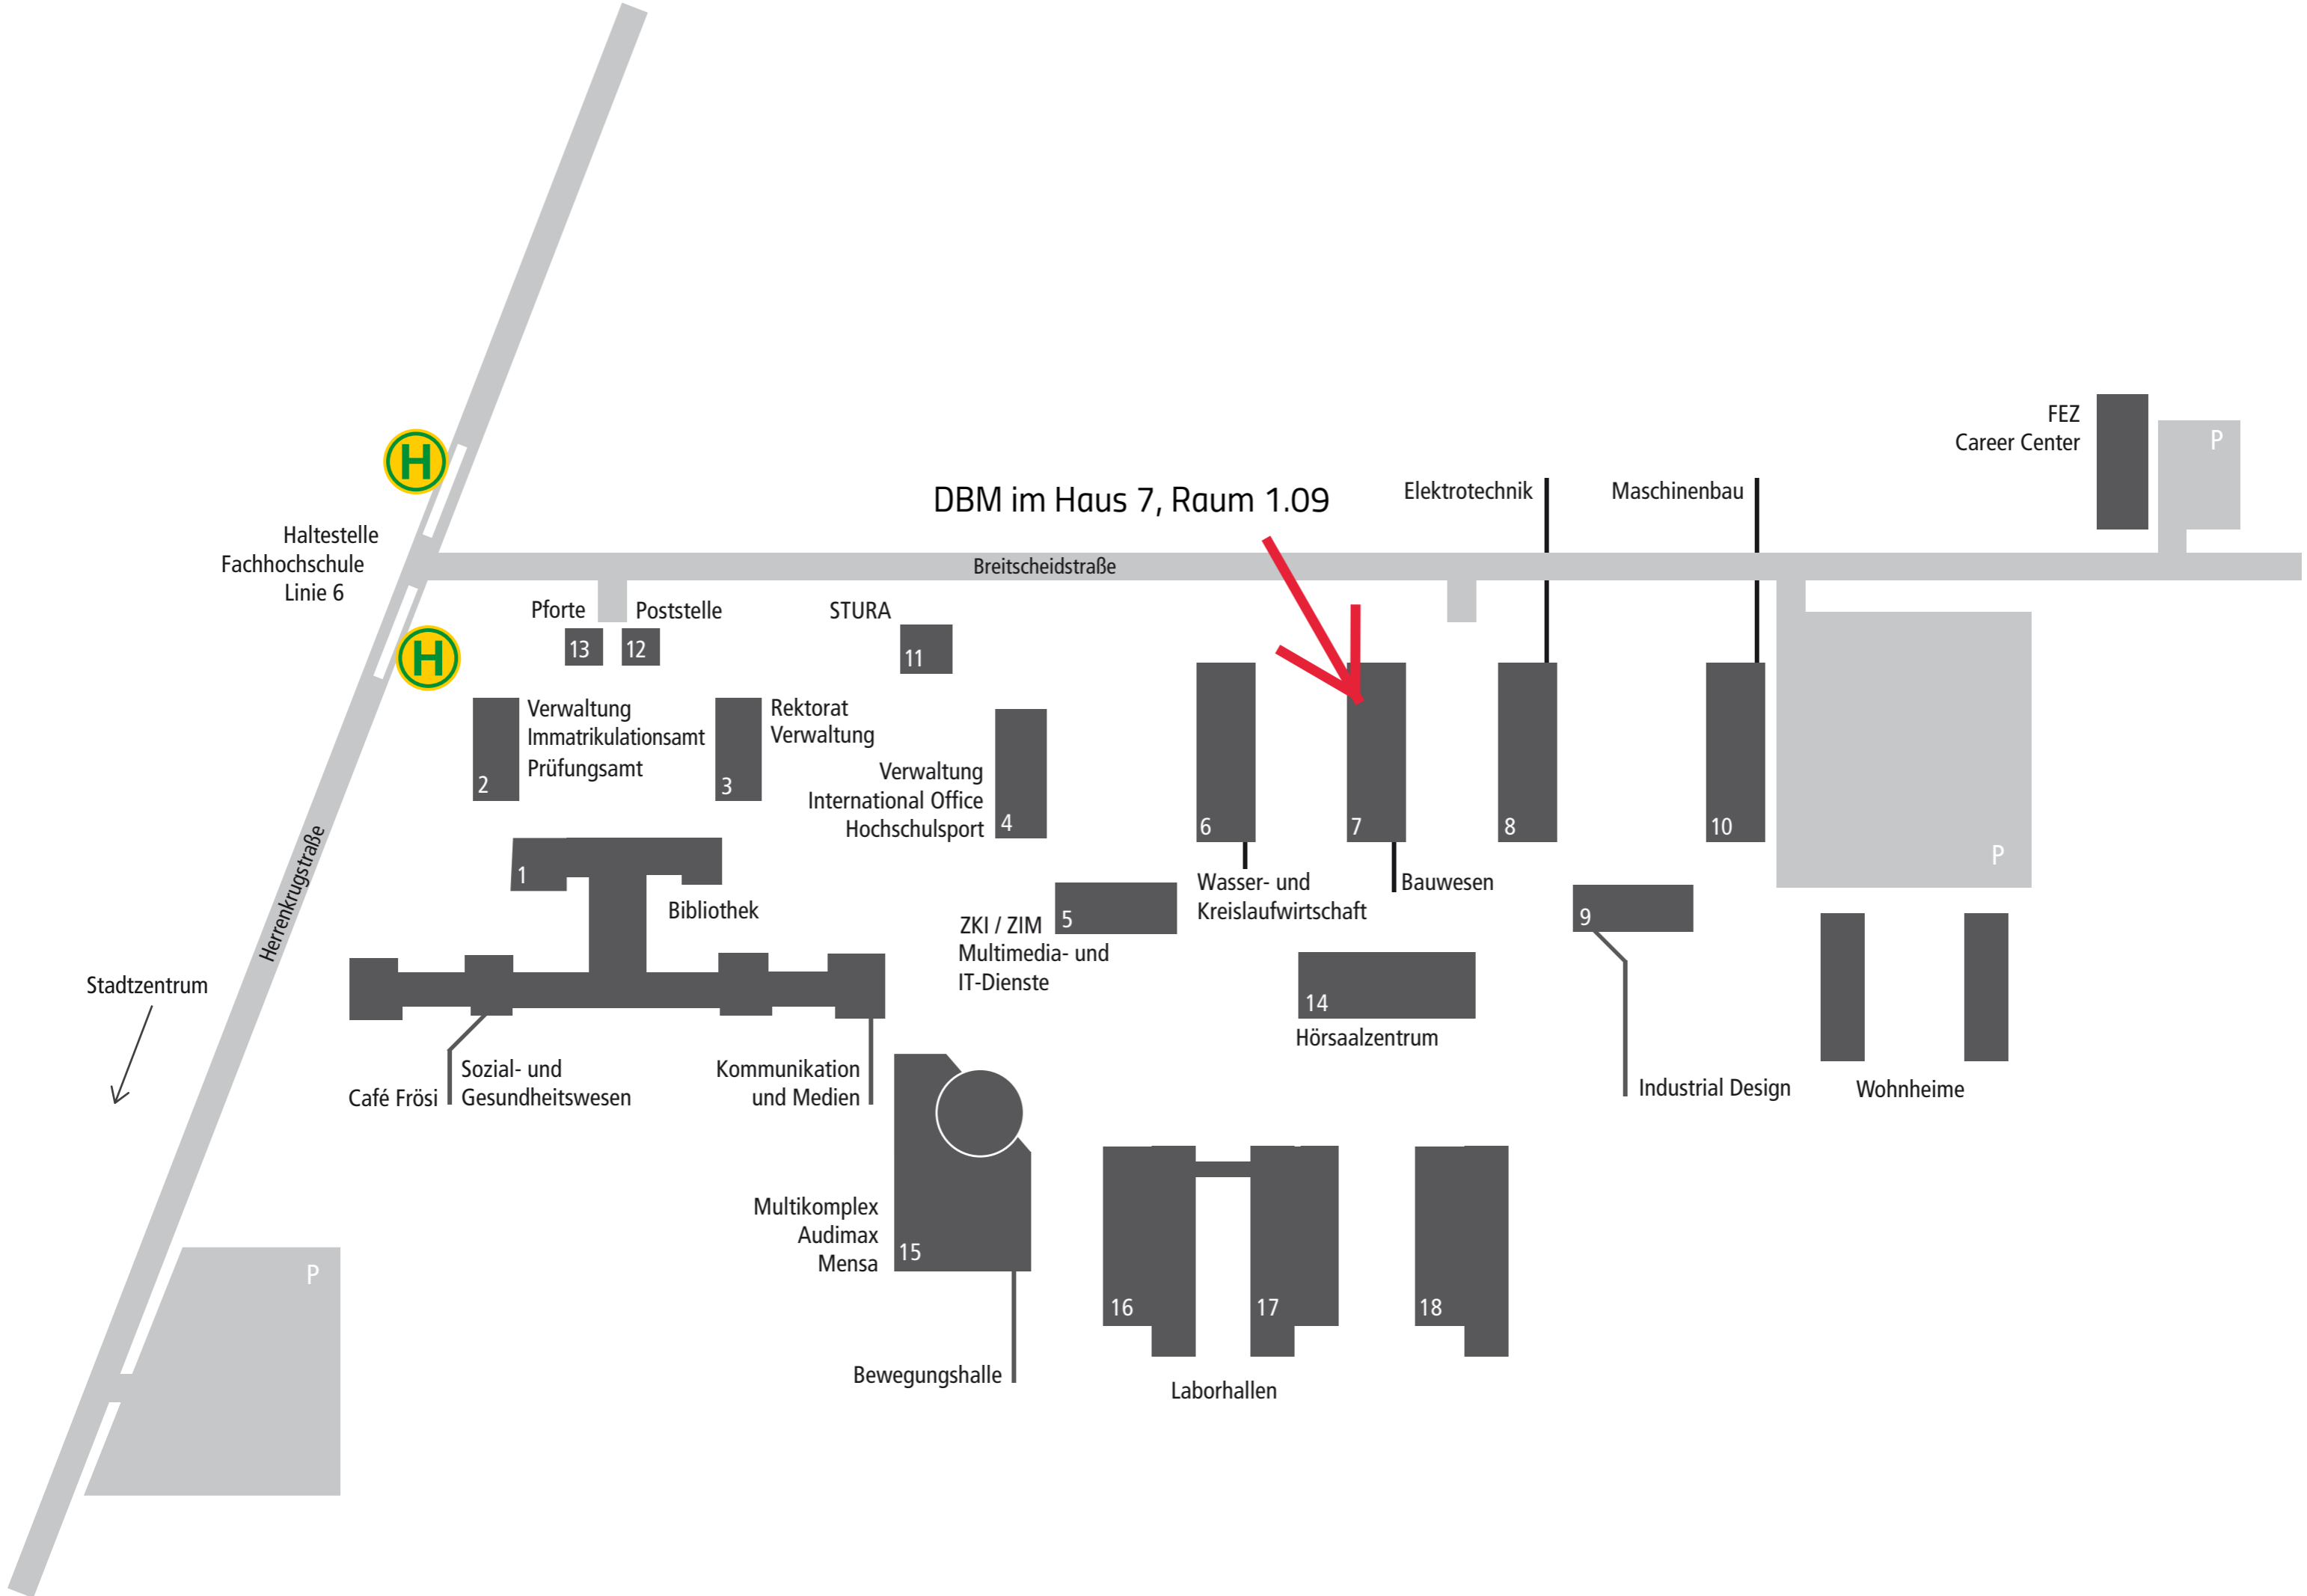 FEZ
Career Center
P
H
DBM im Haus 7, Raum 1.09
Elektrotechnik
Maschinenbau
Haltestelle
Fachhochschule
Linie 6
Breitscheidstraße
H
Pforte
13
Poststelle
12
STURA
11
Verwaltung
Immatrikulationsamt
Prüfungsamt
2
Rektorat
Verwaltung
3
Verwaltung
International Office
Hochschulsport
4
6
7
8
10
P
Herrenkrugstraße
1
Bibliothek
Wasser- und
Kreislaufwirtschaft
Bauwesen
5
ZKI / ZIM
Multimedia- und
IT-Dienste
9
14
Hörsaalzentrum
Stadtzentrum
Café Frösi
Sozial- und
Gesundheitswesen
Kommunikation
und Medien
Industrial Design
Wohnheime
Multikomplex
Audimax
Mensa
15
P
16
17
18
Bewegungshalle
Laborhallen